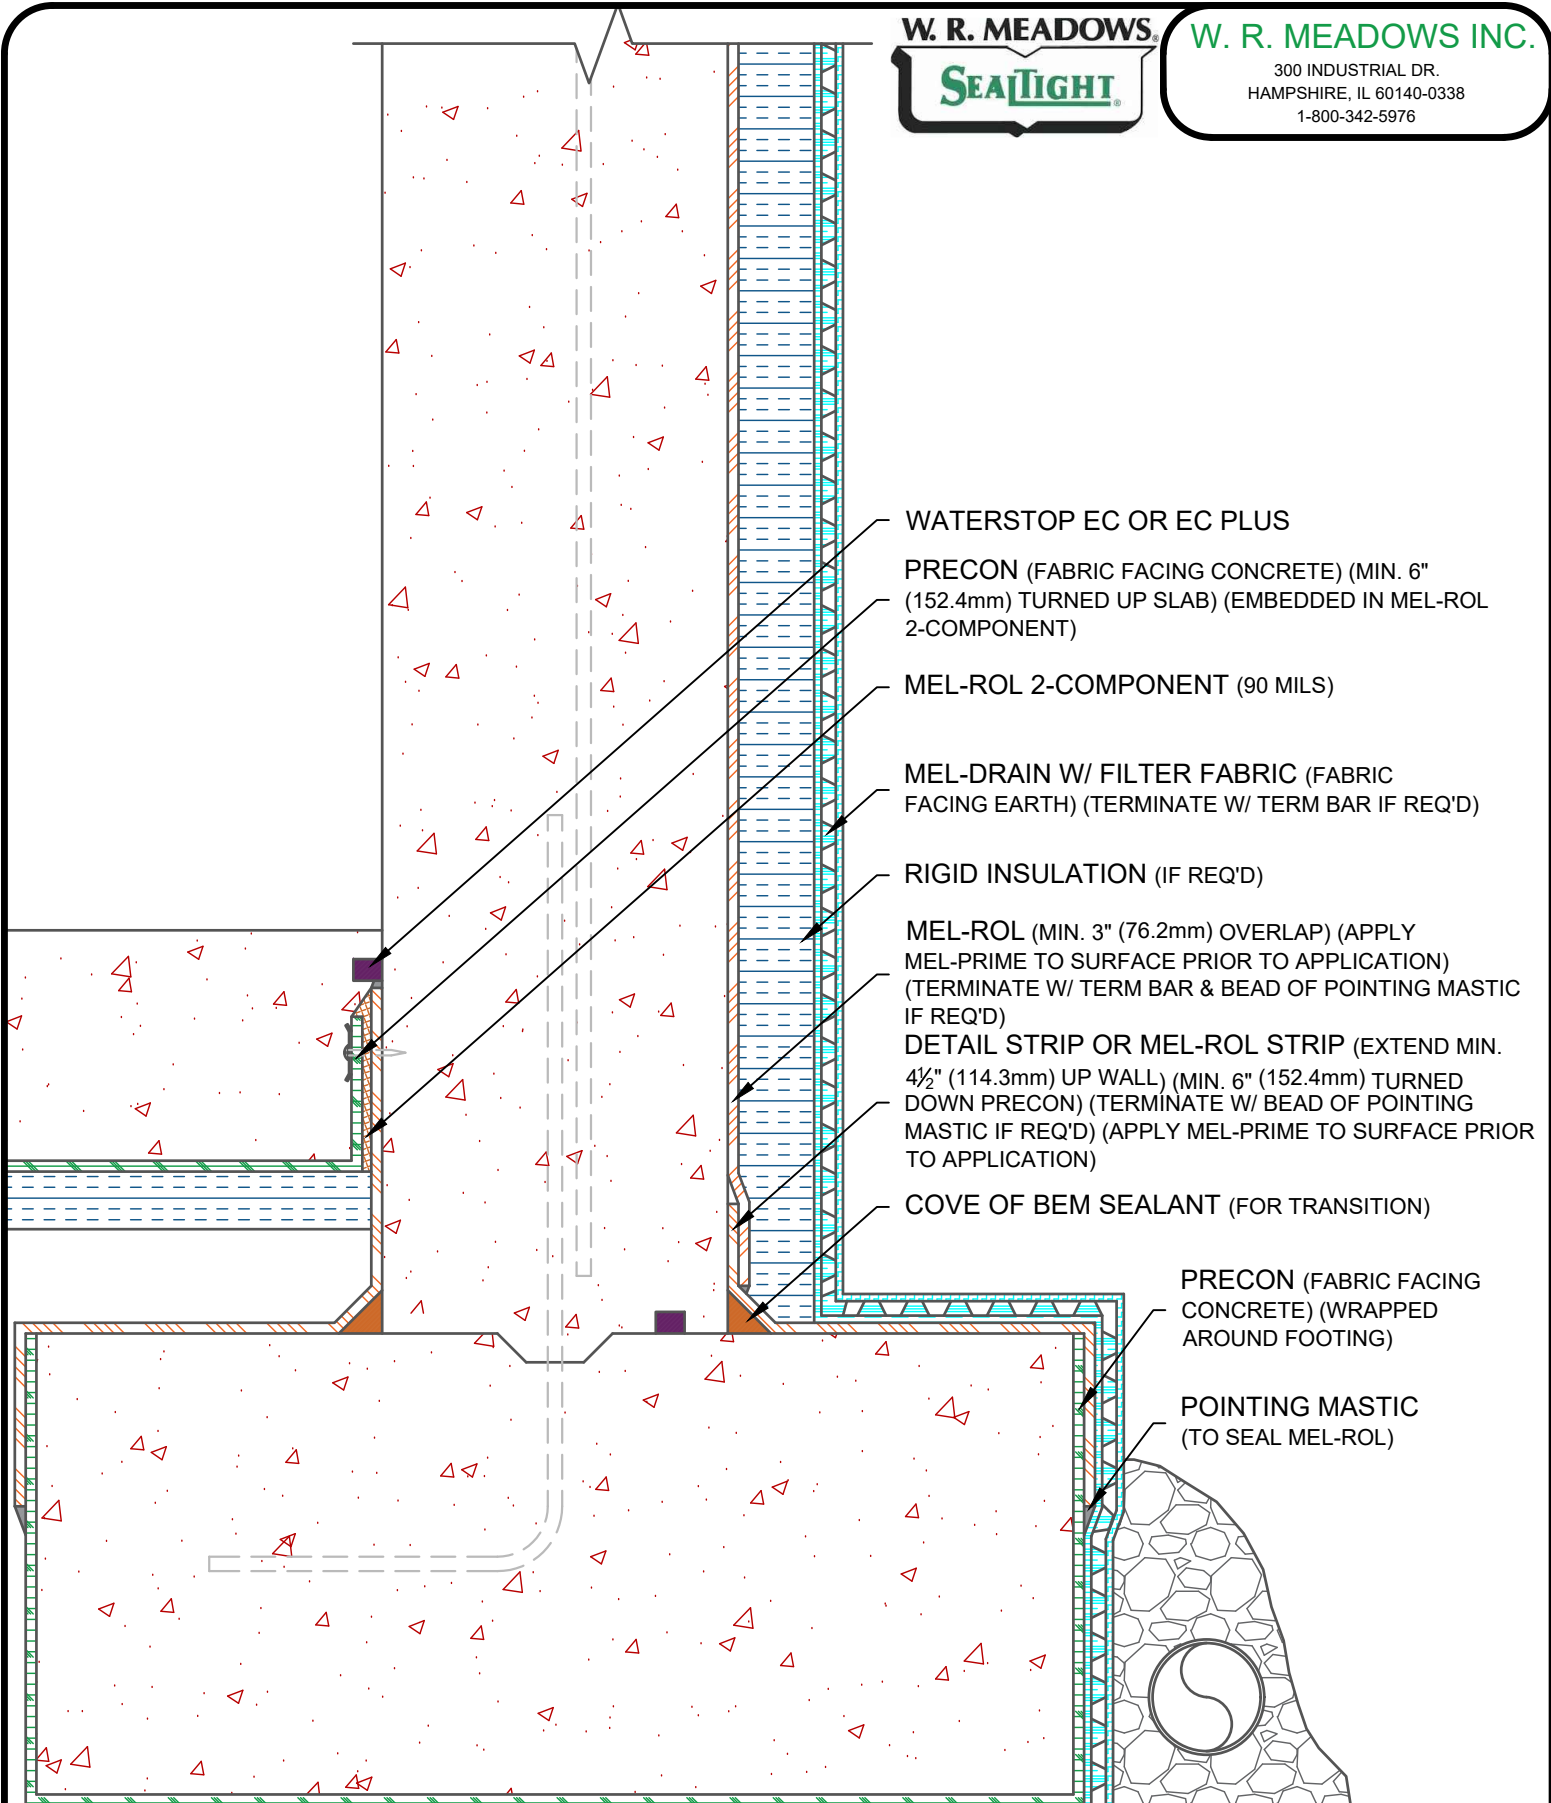 W. R. MEADOWS®
SEALTIGHT®
W. R. MEADOWS INC.
300 INDUSTRIAL DR.
HAMPSHIRE, IL 60140-0338
1-800-342-5976
WATERSTOP EC OR EC PLUS
PRECON (FABRIC FACING CONCRETE) (MIN. 6"
(152.4mm) TURNED UP SLAB) (EMBEDDED IN MEL-ROL
2-COMPONENT)
MEL-ROL 2-COMPONENT (90 MILS)
MEL-DRAIN W/ FILTER FABRIC (FABRIC
FACING EARTH) (TERMINATE W/ TERM BAR IF REQ'D)
RIGID INSULATION (IF REQ'D)
MEL-ROL (MIN. 3" (76.2mm) OVERLAP) (APPLY
MEL-PRIME TO SURFACE PRIOR TO APPLICATION)
(TERMINATE W/ TERM BAR & BEAD OF POINTING MASTIC
IF REQ'D)
DETAIL STRIP OR MEL-ROL STRIP (EXTEND MIN.
4½" (114.3mm) UP WALL) (MIN. 6" (152.4mm) TURNED
DOWN PRECON) (TERMINATE W/ BEAD OF POINTING
MASTIC IF REQ'D) (APPLY MEL-PRIME TO SURFACE PRIOR
TO APPLICATION)
COVE OF BEM SEALANT (FOR TRANSITION)
PRECON (FABRIC FACING
CONCRETE) (WRAPPED
AROUND FOOTING)
POINTING MASTIC
(TO SEAL MEL-ROL)